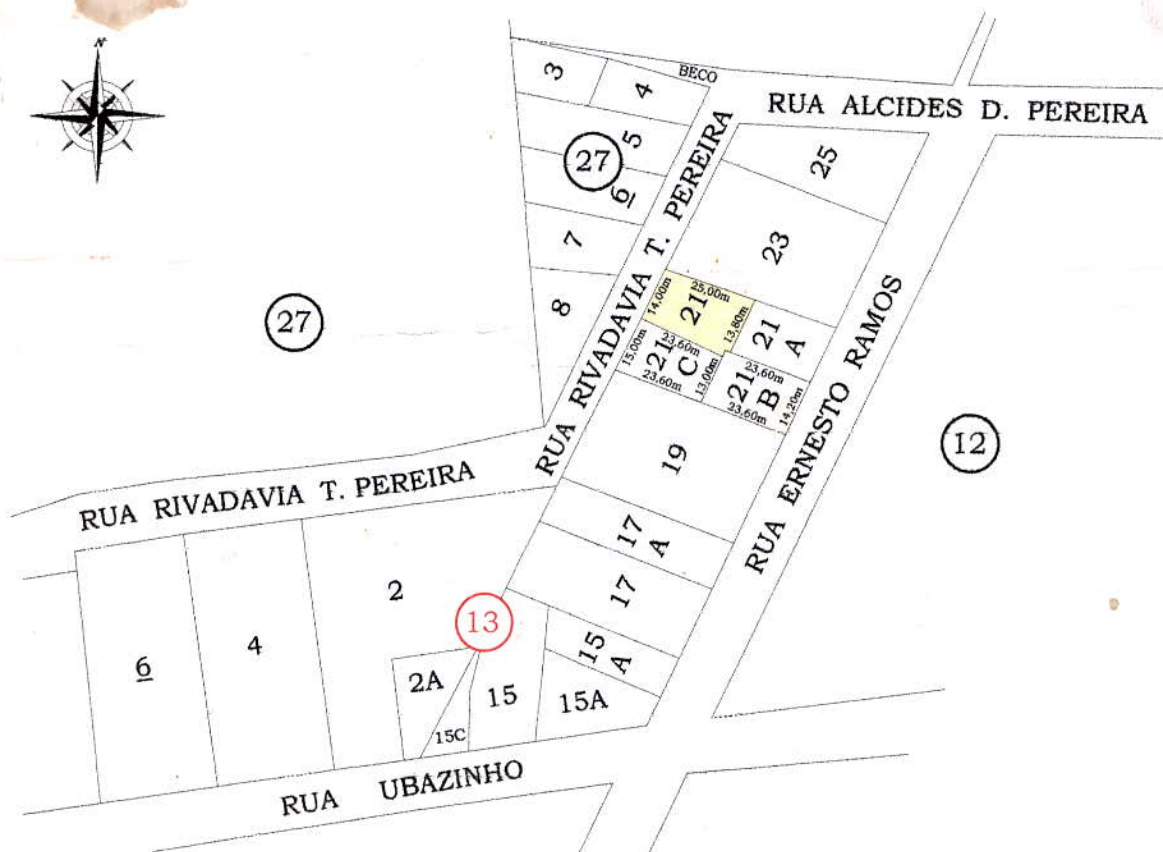 N
BECO
RUA ALCIDES D. PEREIRA
3
4
5
27
6
7
8
27
RUA RIVADAVIA T. PEREIRA
25
23
25,00m
14,00m
21
13,80m
21
A
23,60m
15,00m
21
C
23,60m
13,00m
23,60m
21
B
23,60m
14,20m
RUA ERNESTO RAMOS
12
19
17
A
17
15
A
15A
RUA RIVADAVIA T. PEREIRA
6
4
2
13
2A
15C
15
RUA UBAZINHO